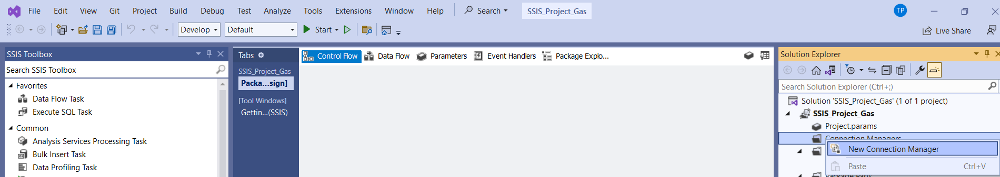 File Edit View Git Project Build Debug Test Analyze Tools Extensions Window Help Search SSIS_Project_Gas TP
Develop Default Start Live Share
SSIS Toolbox
Search SSIS Toolbox
Favorites
Data Flow Task
Execute SQL Task
Common
Analysis Services Processing Task
Bulk Insert Task
Data Profiling Task
Tabs
SSIS_Project_Gas
Packa...sign]
[Tool Windows]
Gettin...(SSIS)
Control Flow Data Flow Parameters Event Handlers Package Explo...
Solution Explorer
Search Solution Explorer (Ctrl+;)
Solution 'SSIS_Project_Gas' (1 of 1 project)
SSIS_Project_Gas
Project.params
Connection Managers
New Connection Manager
Paste Ctrl+V